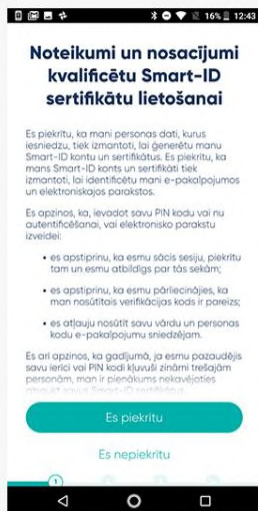 16% 12:43
Noteikumi un nosacījumi
kvalificētu Smart-ID
sertifikātu lietošanai
Es piekrītu, ka mani personas dati, kurus
iesniedzu, tiek izmantoti, lai ģenerētu manu
Smart-ID kontu un sertifikātus. Es piekrītu, ka
mans Smart-ID konts un sertifikāti tiek
izmantoti, lai identificētu mani e-pakalpojumos
un elektroniskajos parakstos.
Es apzinos, ka, ievadot savu PIN kodu vai nu
autentificēšanai, vai elektronisko parakstu
izveidei:
• es apstiprinu, ka esmu sācis sesiju, piekrītu
tam un esmu atbildīgs par tās sekām;
• es apstiprinu, ka esmu pārliecinājies, ka
man nosūtītais verifikācijas kods ir pareizs;
• es atļauju nosūtīt savu vārdu un personas
kodu e-pakalpojumu sniedzējam.
Es arī apzinos, ka gadījumā, ja esmu pazaudējis
savu ierīci vai PIN kodi kļuvuši zināmi trešajām
personām, man ir pienākums nekavējoties
Es piekrītu
Es nepiekrītu
1